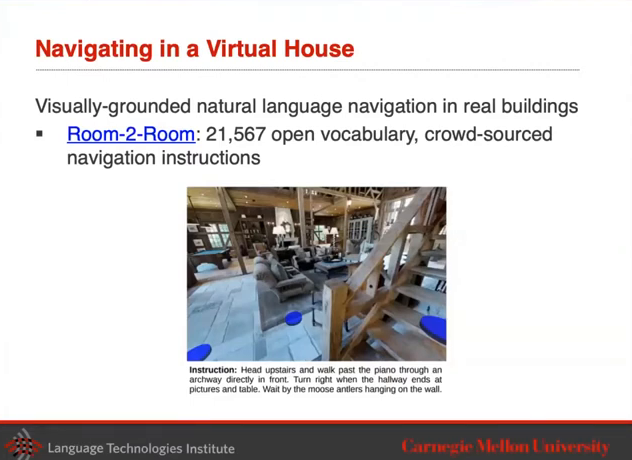 Navigating in a Virtual House
Visually-grounded natural language navigation in real buildings
▪ Room-2-Room: 21,567 open vocabulary, crowd-sourced
navigation instructions
Instruction: Head upstairs and walk past the piano through an
archway directly in front. Turn right when the hallway ends at
pictures and table. Wait by the moose antlers hanging on the wall.
Language Technologies Institute
Carnegie Mellon University